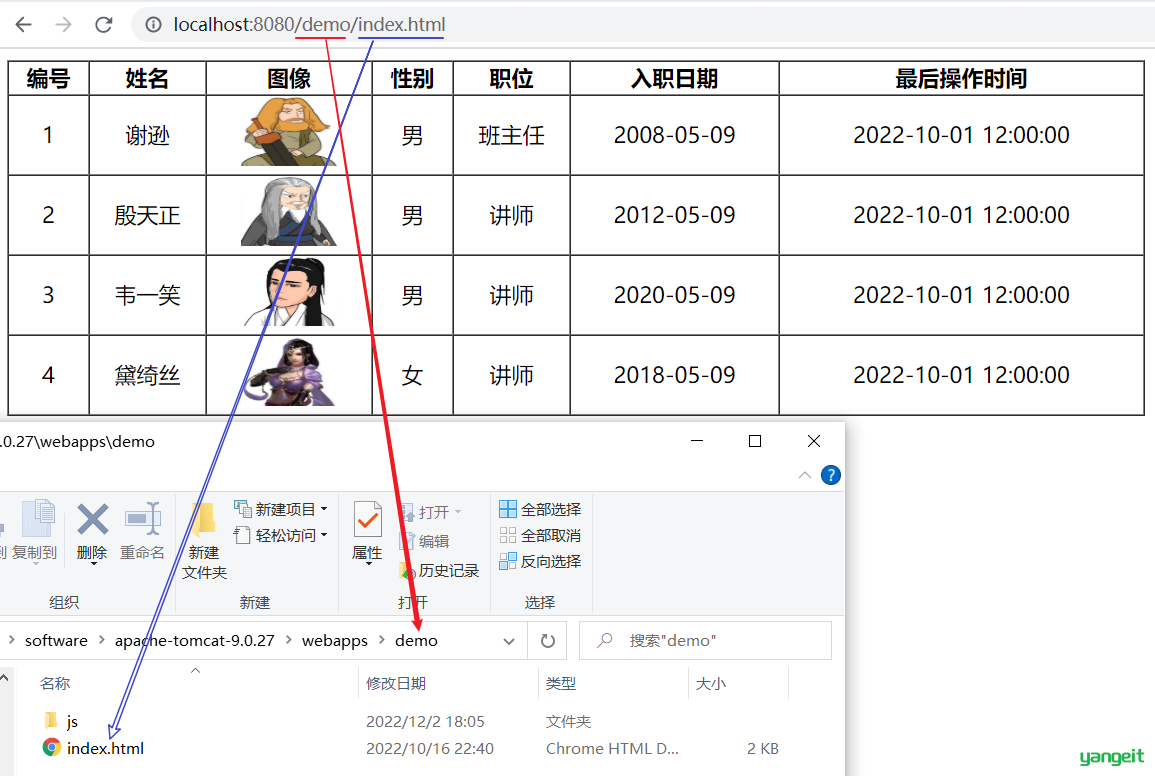 localhost:8080/demo/index.html
编号 姓名 图像 性别 职位 入职日期 最后操作时间
1 谢逊 男 班主任 2008-05-09 2022-10-01 12:00:00
2 殷天正 男 讲师 2012-05-09 2022-10-01 12:00:00
3 韦一笑 男 讲师 2020-05-09 2022-10-01 12:00:00
4 黛绮丝 女 讲师 2018-05-09 2022-10-01 12:00:00
.0.27\webapps\demo
?
新建项目 打开 全部选择
轻松访问 编辑 全部取消
到 复制到 删除 重命名 新建 属性 历史记录 反向选择
文件夹
组织 新建 打开 选择
software apache-tomcat-9.0.27 webapps demo 搜索"demo"
名称 修改日期 类型 大小
js 2022/12/2 18:05 文件夹
index.html 2022/10/16 22:40 Chrome HTML D... 2 KB
yangeit